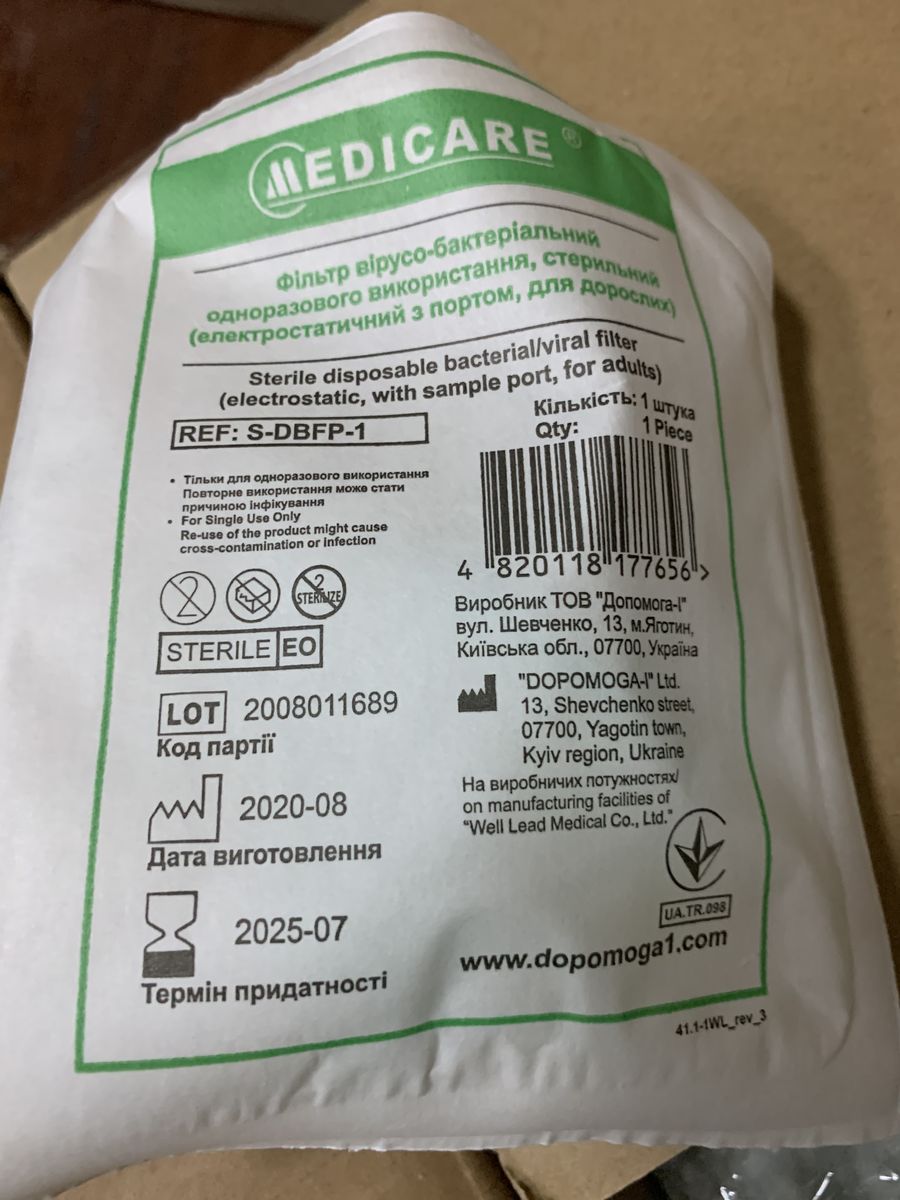 MEDICARE ®
Фільтр вірусо-бактеріальний
одноразового використання, стерильний
(електростатичний з портом, для дорослих)
Sterile disposable bacterial/viral filter
(electrostatic, with sample port, for adults)
REF: S-DBFP-1
Кількість: 1 штука
Qty: 1 Piece
• Тільки для одноразового використання
Повторне використання може стати
причиною інфікування
• For Single Use Only
Re-use of the product might cause
cross-contamination or infection
4 820118 177656 >
2
2
STERILIZE
STERILE EO
Виробник ТОВ "Допомога-І"
вул. Шевченко, 13, м.Яготин,
Київська обл., 07700, Україна
"DOPOMOGA-I" Ltd.
13, Shevchenko street,
07700, Yagotin town,
Kyiv region, Ukraine
LOT 2008011689
Код партії
2020-08
Дата виготовлення
2025-07
Термін придатності
На виробничих потужностях/
on manufacturing facilities of
"Well Lead Medical Co., Ltd."
UA.TR.098
www.dopomoga1.com
41.1-1WL_rev_3